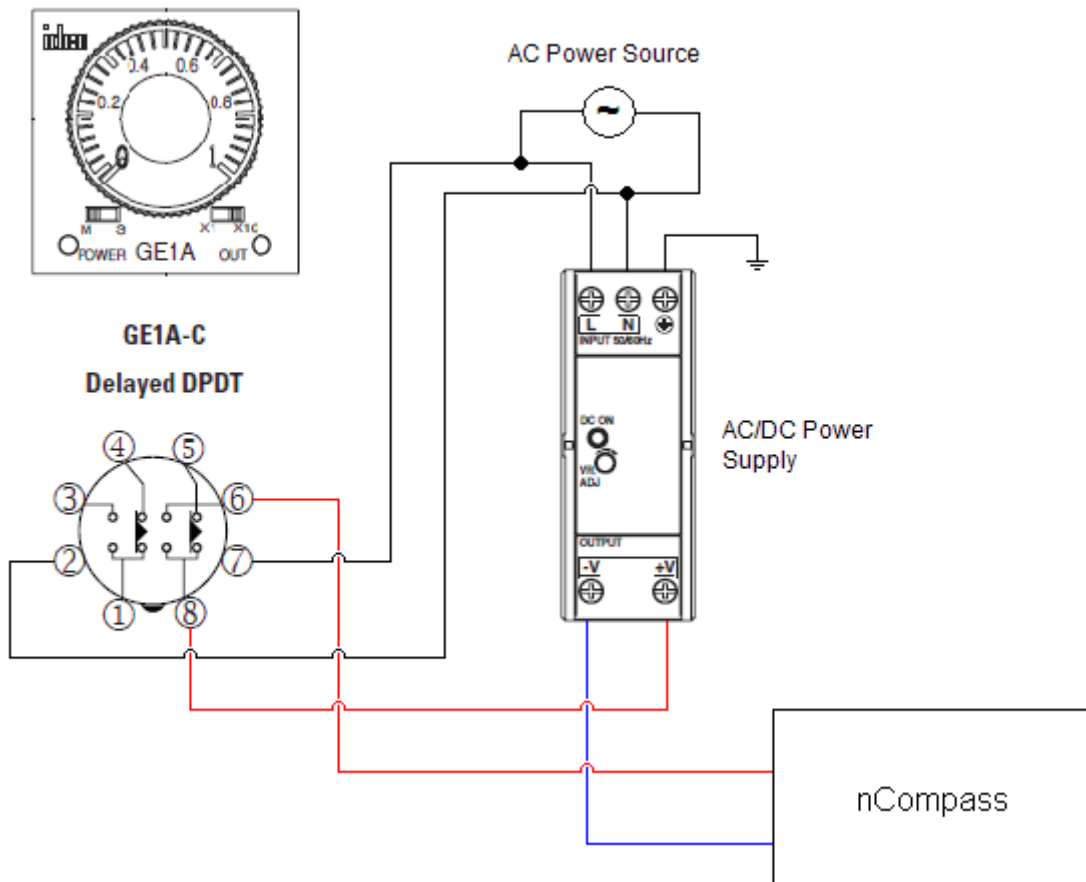 idec
0.4 0.6
0.2 0.8
0 1
M S X1 X10
POWER GE1A OUT
GE1A-C
Delayed DPDT
④ ⑤
③ ⑥
② ⑦
① ⑧
AC Power Source
~
L N
INPUT 50/60Hz
DC ON
VR.
ADJ
OUTPUT
-V +V
AC/DC Power
Supply
nCompass